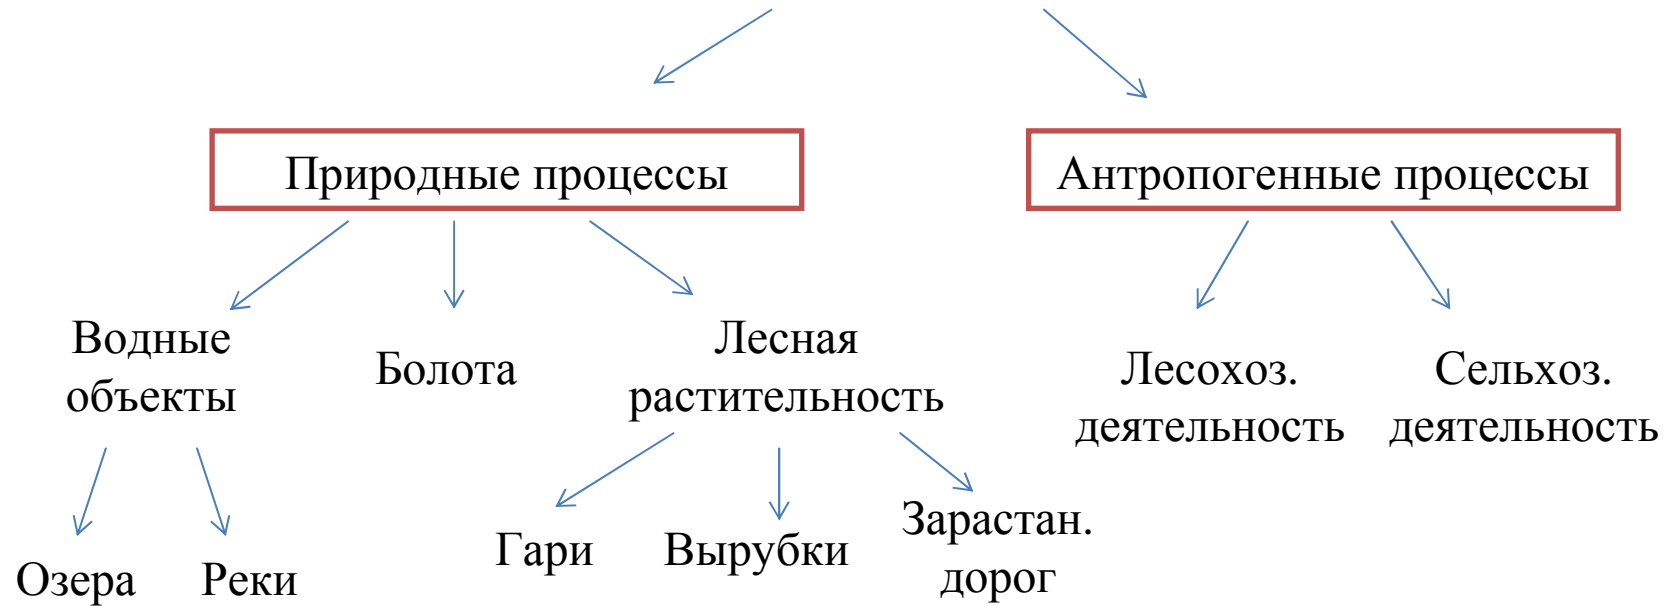 Природные процессы
Антропогенные процессы
Водные
объекты
Болота
Лесная
растительность
Лесохоз.
деятельность
Сельхоз.
деятельность
Озера
Реки
Гари
Вырубки
Зарастан.
дорог